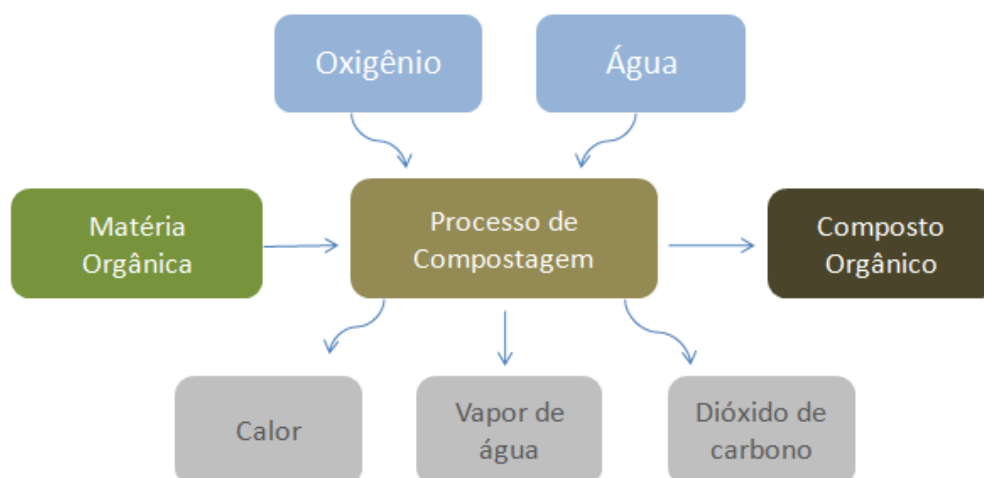 Oxigênio
Água
Matéria
Orgânica
Processo de
Compostagem
Composto
Orgânico
Calor
Vapor de
água
Dióxido de
carbono